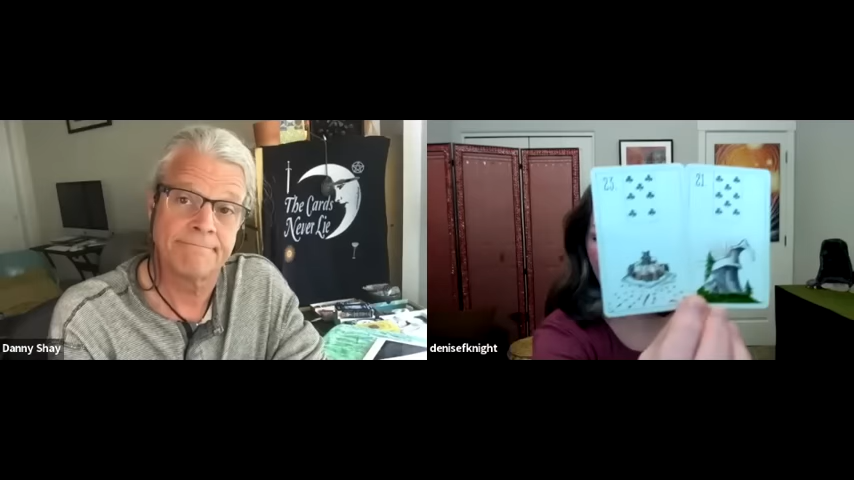 The Cards
Never Lie
Danny Shay
23.
21.
denisefknight